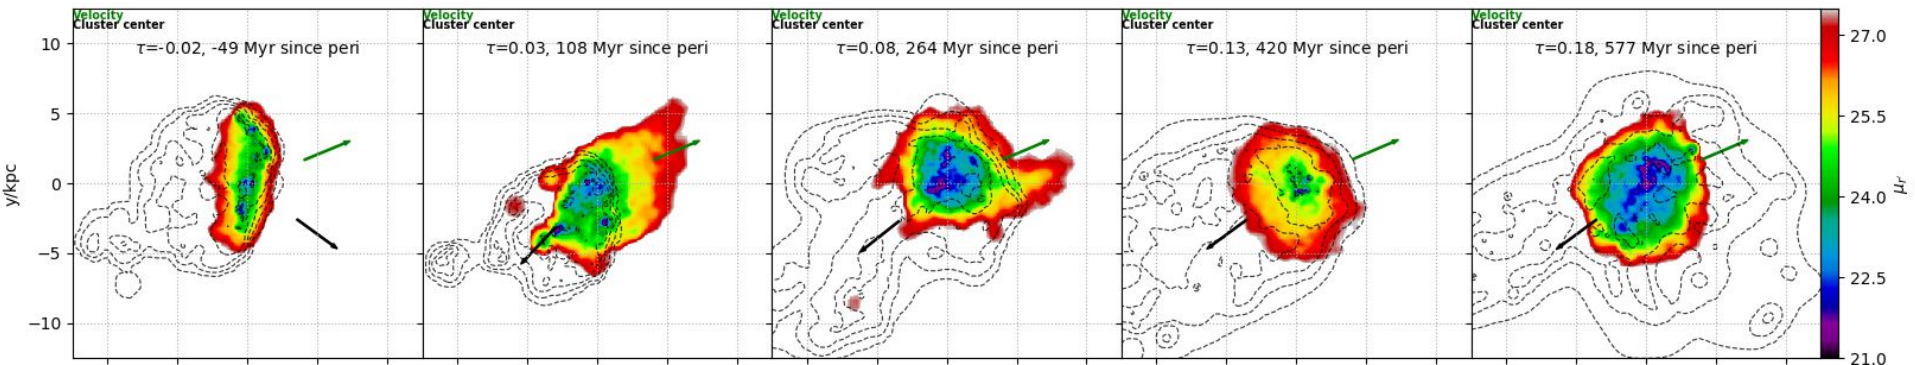 Velocity
Cluster center
τ=-0.02, -49 Myr since peri
Velocity
Cluster center
τ=0.03, 108 Myr since peri
Velocity
Cluster center
τ=0.08, 264 Myr since peri
Velocity
Cluster center
τ=0.13, 420 Myr since peri
Velocity
Cluster center
τ=0.18, 577 Myr since peri
y/kpc
10
5
0
−5
−10
27.0
25.5
24.0
22.5
21.0
μr'